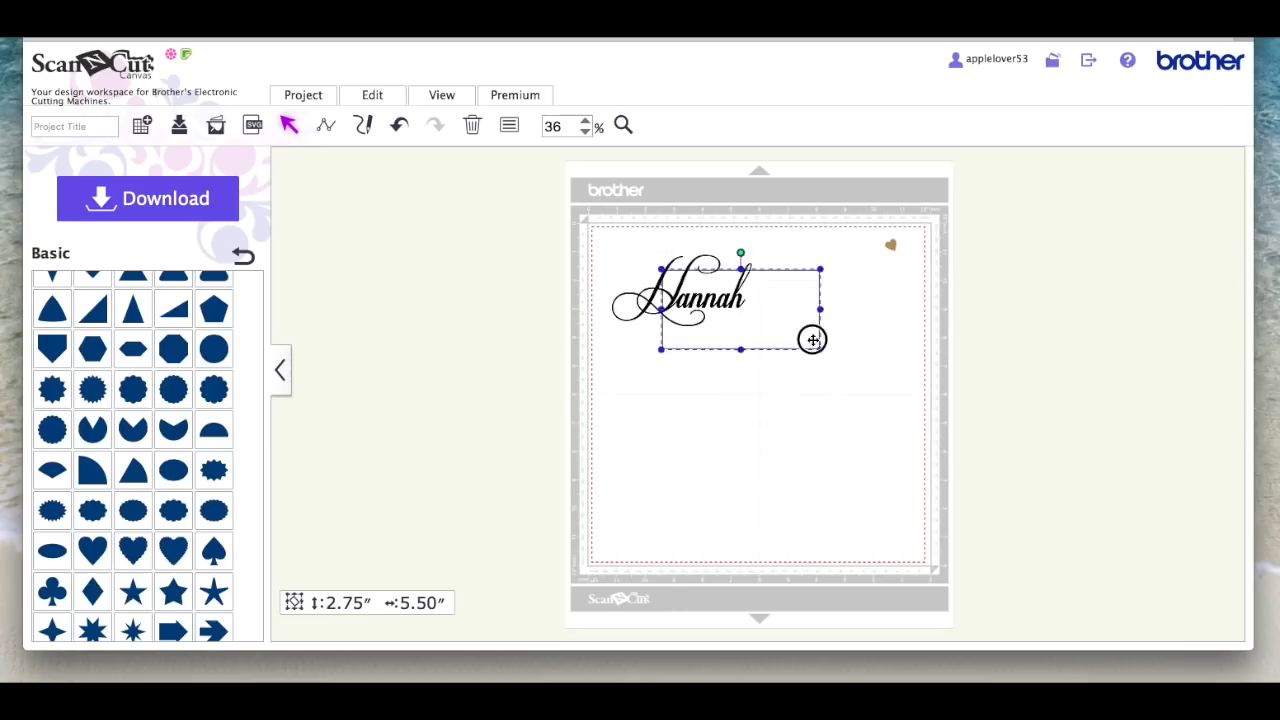 ScanNCut
Canvas
Your design workspace for Brother's Electronic
Cutting Machines.
applelover53
brother
Project Edit View Premium
Project Title
SVG
36 %
Download
Basic
brother
Hannah
2.75" 5.50"
ScanNCut